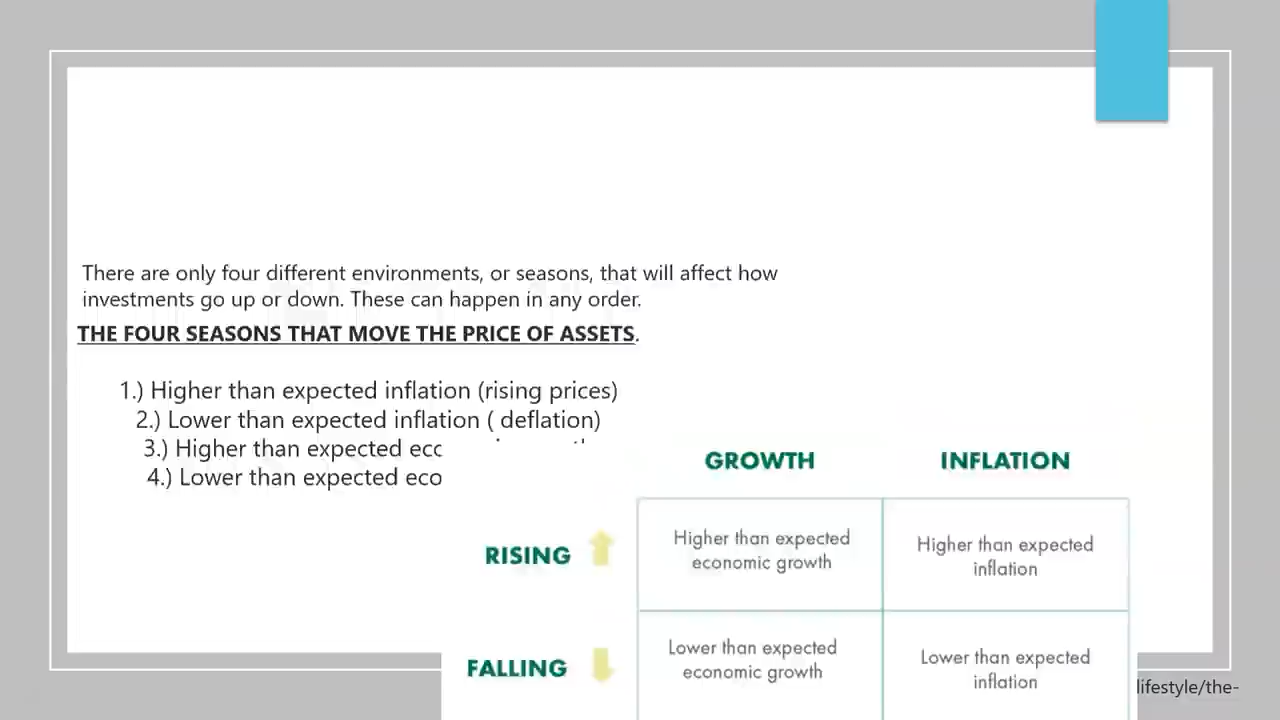 There are only four different environments, or seasons, that will affect how
investments go up or down. These can happen in any order.
THE FOUR SEASONS THAT MOVE THE PRICE OF ASSETS.
1.) Higher than expected inflation (rising prices)
2.) Lower than expected inflation ( deflation)
3.) Higher than expected
4.) Lower than expected
GROWTH INFLATION
RISING
Higher than expected
economic growth
Higher than expected
inflation
FALLING
Lower than expected
economic growth
Lower than expected
inflation
lifestyle/the-